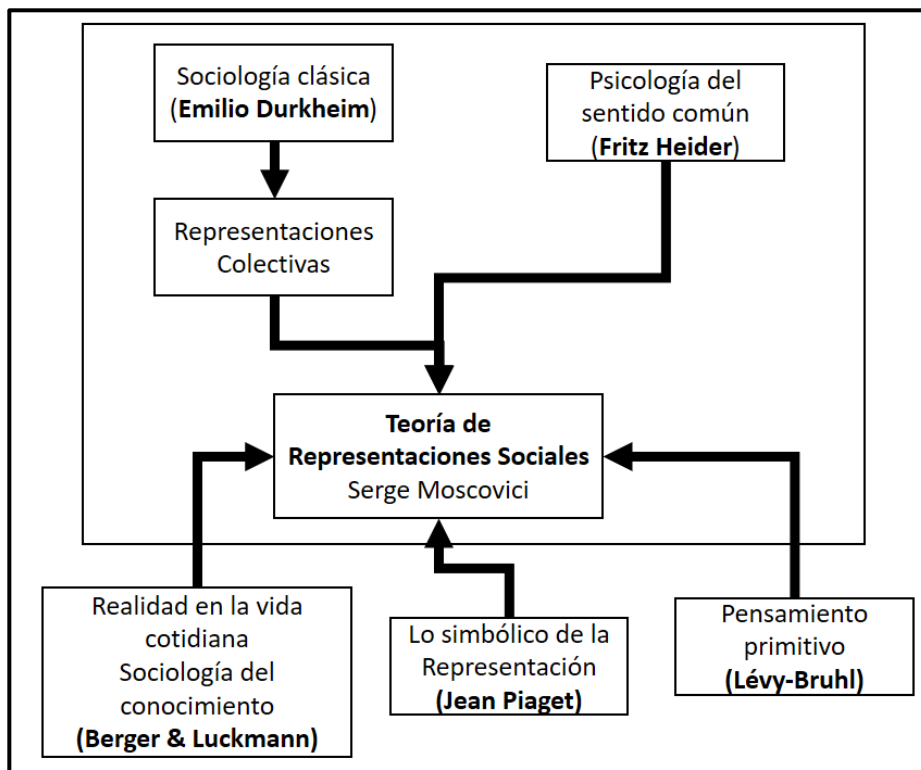 Sociología clásica
(Emilio Durkheim)
Psicología del
sentido común
(Fritz Heider)
Representaciones
Colectivas
Teoría de
Representaciones Sociales
Serge Moscovici
Realidad en la vida
cotidiana
Sociología del
conocimiento
(Berger & Luckmann)
Lo simbólico de la
Representación
(Jean Piaget)
Pensamiento
primitivo
(Lévy-Bruhl)